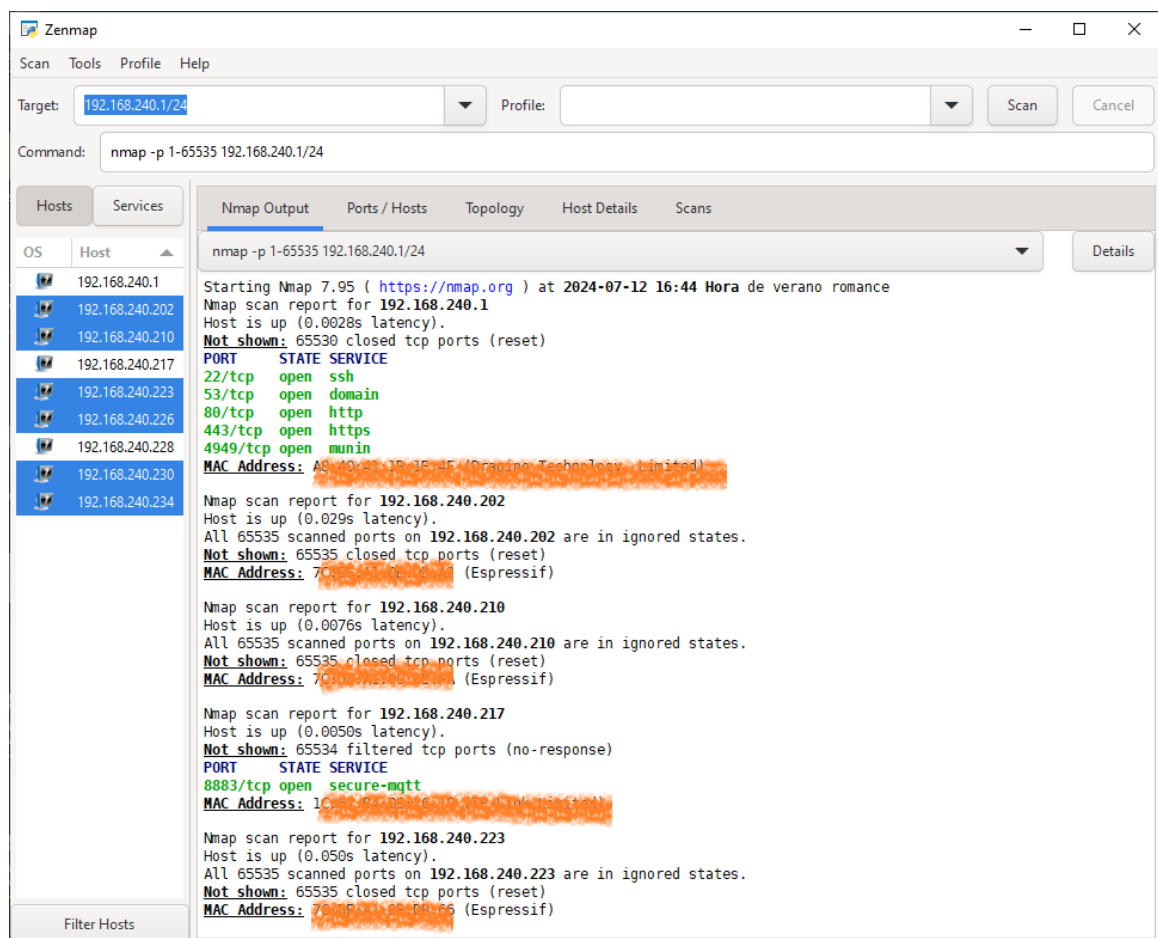 Zenmap
Scan Tools Profile Help
Target: 192.168.240.1/24 Profile: Scan Cancel
Command: nmap -p 1-65535 192.168.240.1/24
Hosts Services
OS Host
192.168.240.1
192.168.240.202
192.168.240.210
192.168.240.217
192.168.240.223
192.168.240.226
192.168.240.228
192.168.240.230
192.168.240.234
Filter Hosts
Nmap Output Ports / Hosts Topology Host Details Scans
nmap -p 1-65535 192.168.240.1/24 Details
Starting Nmap 7.95 ( https://nmap.org ) at 2024-07-12 16:44 Hora de verano romance
Nmap scan report for 192.168.240.1
Host is up (0.0028s latency).
Not shown: 65530 closed tcp ports (reset)
PORT STATE SERVICE
22/tcp open ssh
53/tcp open domain
80/tcp open http
443/tcp open https
4949/tcp open munin
MAC Address:
Nmap scan report for 192.168.240.202
Host is up (0.029s latency).
All 65535 scanned ports on 192.168.240.202 are in ignored states.
Not shown: 65535 closed tcp ports (reset)
MAC Address: (Espressif)
Nmap scan report for 192.168.240.210
Host is up (0.0076s latency).
All 65535 scanned ports on 192.168.240.210 are in ignored states.
Not shown: 65535 closed tcp ports (reset)
MAC Address: (Espressif)
Nmap scan report for 192.168.240.217
Host is up (0.0050s latency).
Not shown: 65534 filtered tcp ports (no-response)
PORT STATE SERVICE
8883/tcp open secure-mqtt
MAC Address:
Nmap scan report for 192.168.240.223
Host is up (0.050s latency).
All 65535 scanned ports on 192.168.240.223 are in ignored states.
Not shown: 65535 closed tcp ports (reset)
MAC Address: (Espressif)